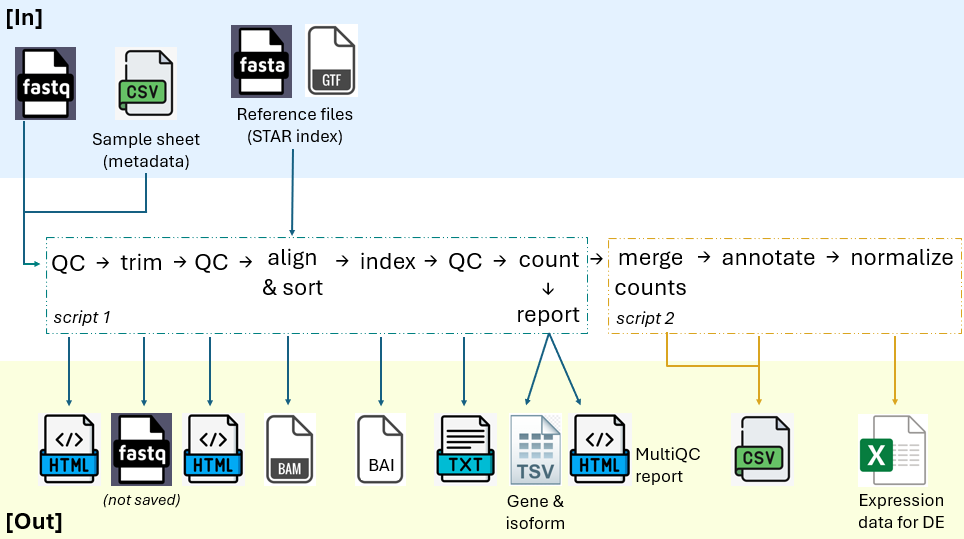 [In]
fastq
CSV
Sample sheet
(metadata)
fasta
GTF
Reference files
(STAR index)
QC → trim → QC → align & sort → index → QC → count → merge counts → annotate → normalize
↓
report
script 1
script 2
</> HTML
fastq
(not saved)
</> HTML
BAM
BAI
TXT
TSV
Gene &
isoform
</> HTML
MultiQC
report
CSV
X
Expression
data for DE
[Out]